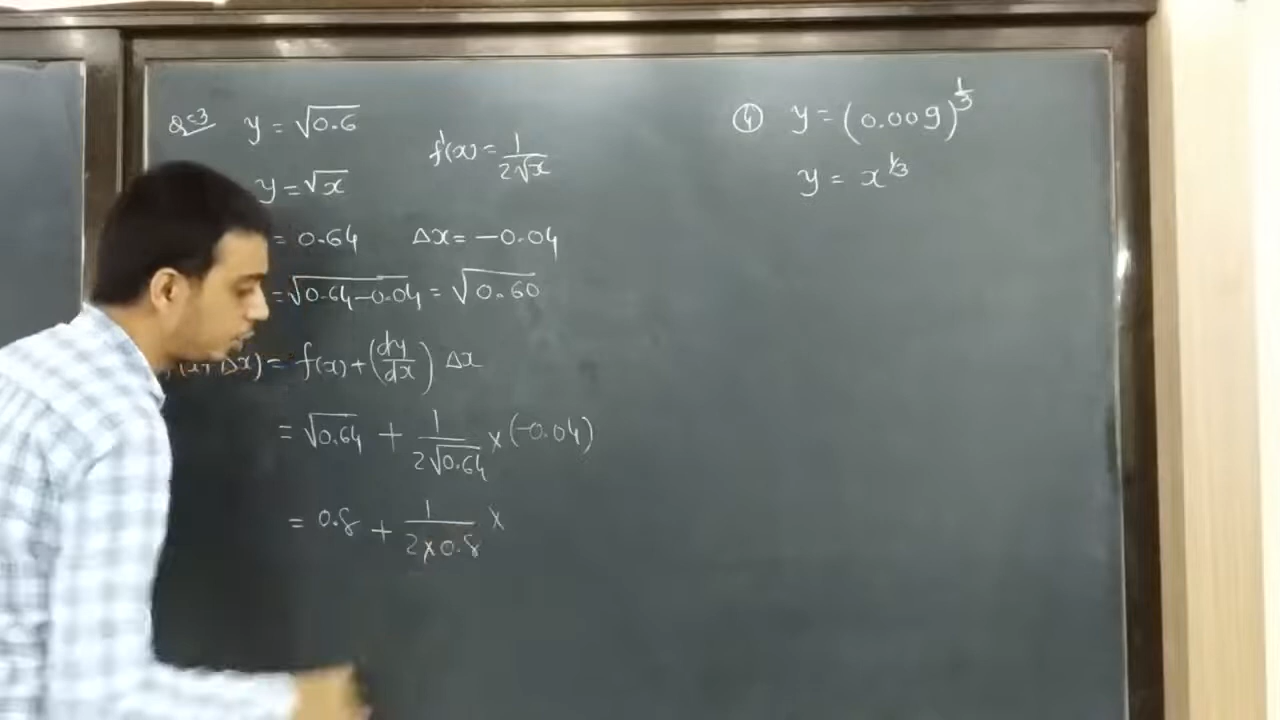 Q=3 y = √0.6
f'(x) = 1/2√x
y = √x
= 0.64 Δx = -0.04
= √0.64-0.04 = √0.60
Δx) = f(x) + (dy/dx) Δx
= √0.64 + 1/2√0.64 × (-0.04)
= 0.8 + 1/2×0.8 ×
④ y = (0.009)^1/3
y = x^1/3